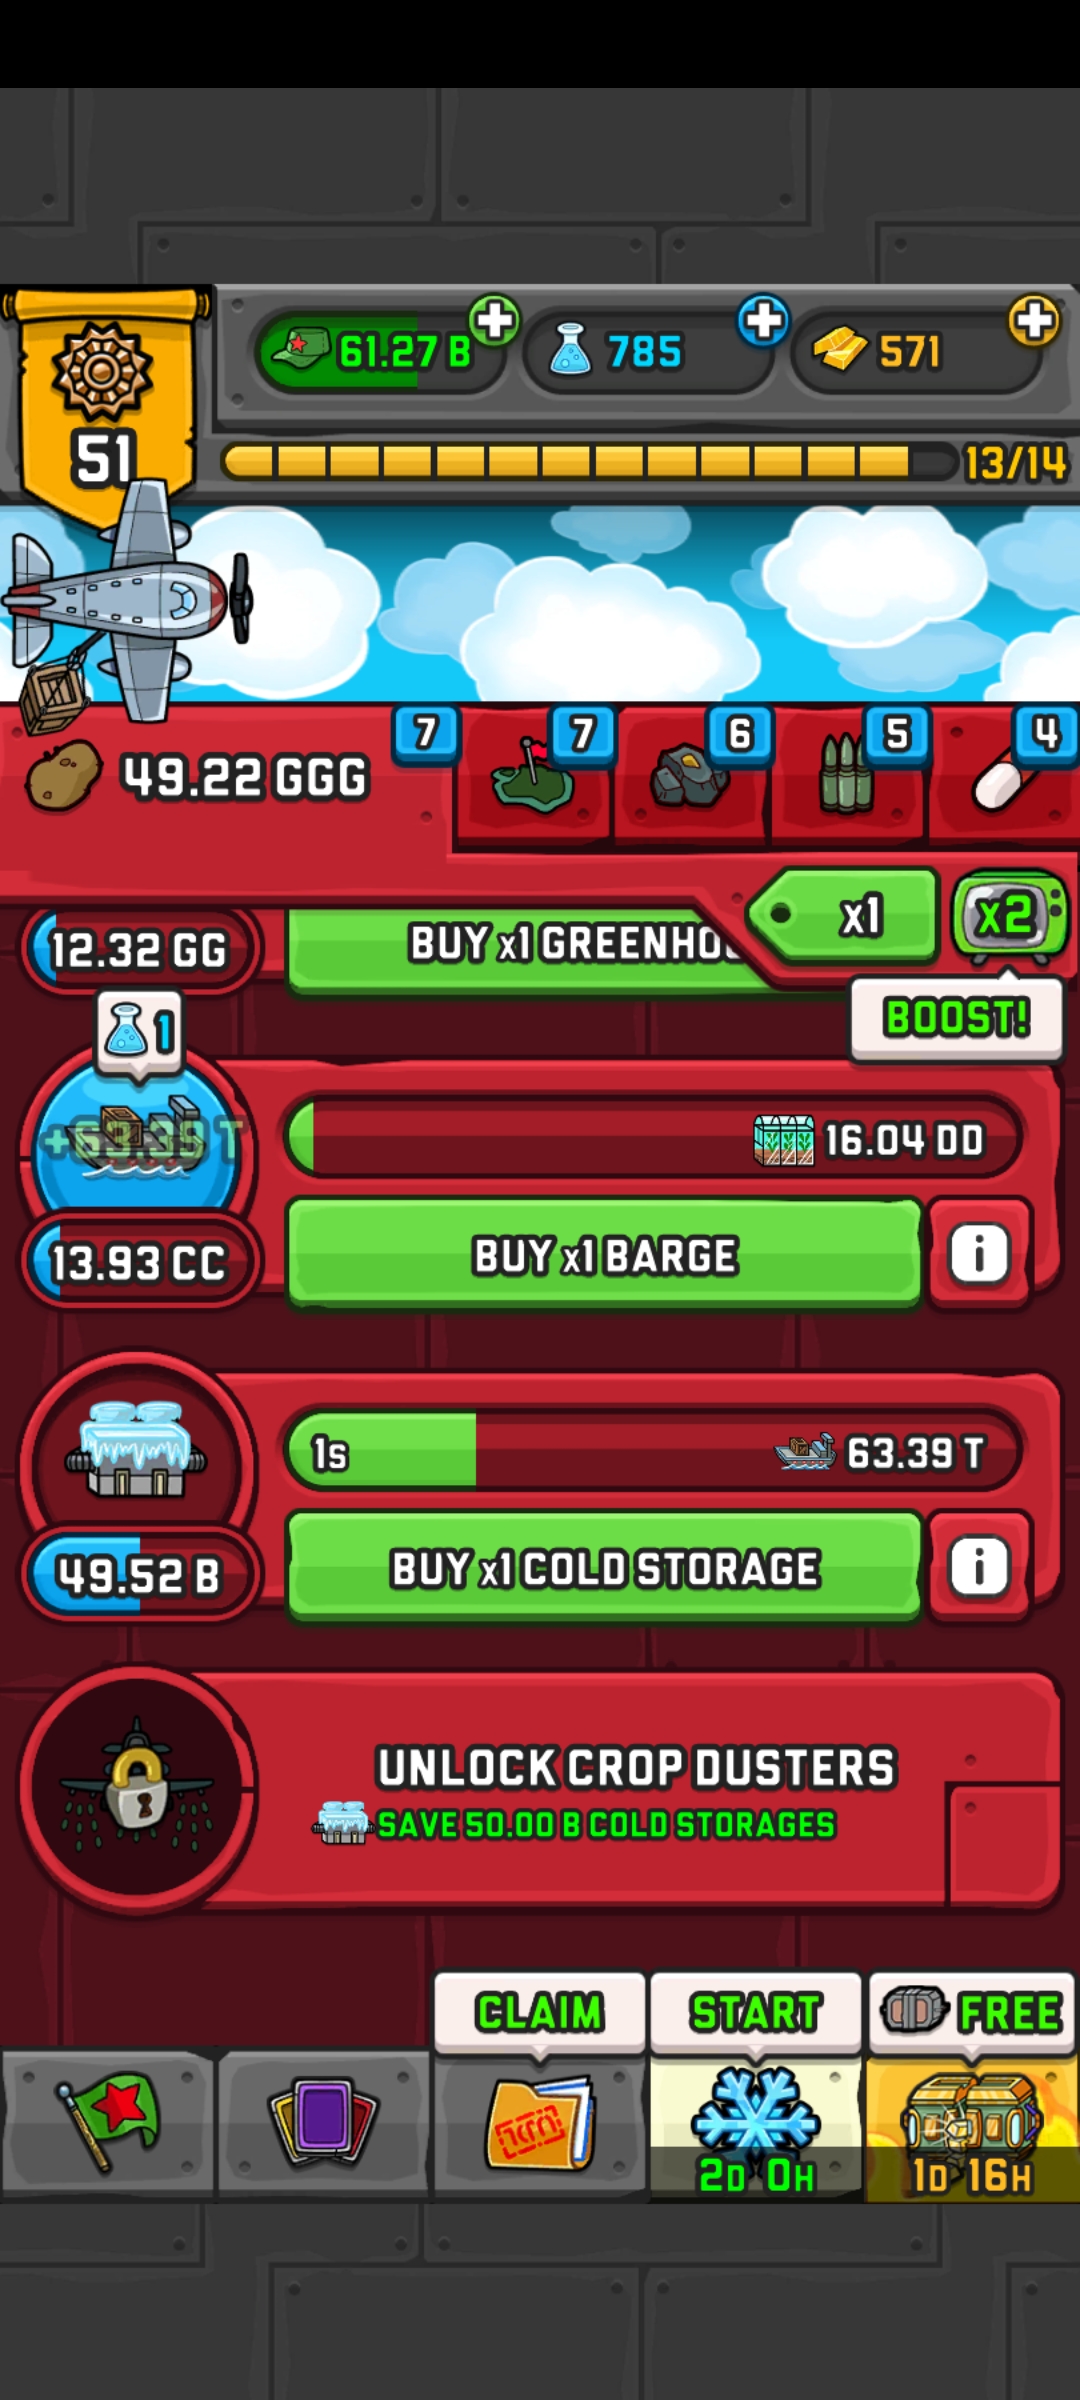 61.27 B
785
571
51
13/14
49.22 GGG
7
7
6
5
4
x1
x2
12.32 GG
BUY x1 GREENHOU
BOOST!
1
+63.39 T
16.04 DD
13.93 CC
BUY x1 BARGE
i
1s
63.39 T
49.52 B
BUY x1 COLD STORAGE
i
UNLOCK CROP DUSTERS
SAVE 50.00 B COLD STORAGES
CLAIM
START
FREE
2D 0H
1D 16H